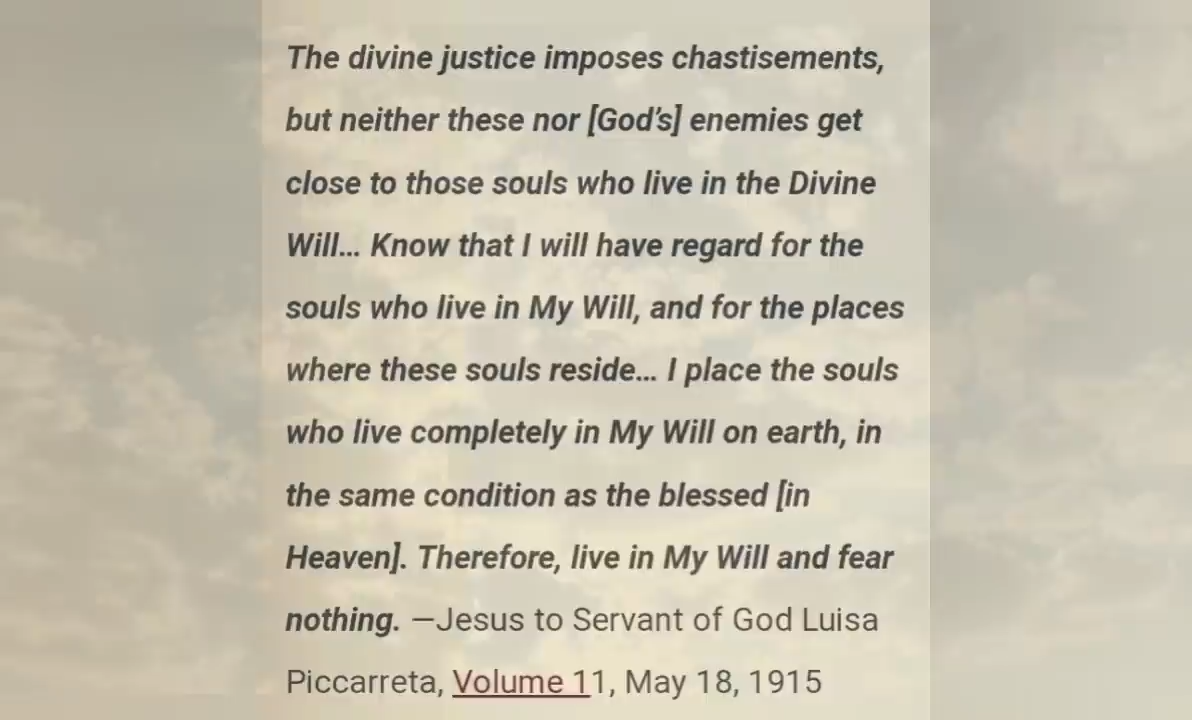 The divine justice imposes chastisements,
but neither these nor [God's] enemies get
close to those souls who live in the Divine
Will... Know that I will have regard for the
souls who live in My Will, and for the places
where these souls reside... I place the souls
who live completely in My Will on earth, in
the same condition as the blessed [in
Heaven]. Therefore, live in My Will and fear
nothing. —Jesus to Servant of God Luisa
Piccarreta, Volume 11, May 18, 1915